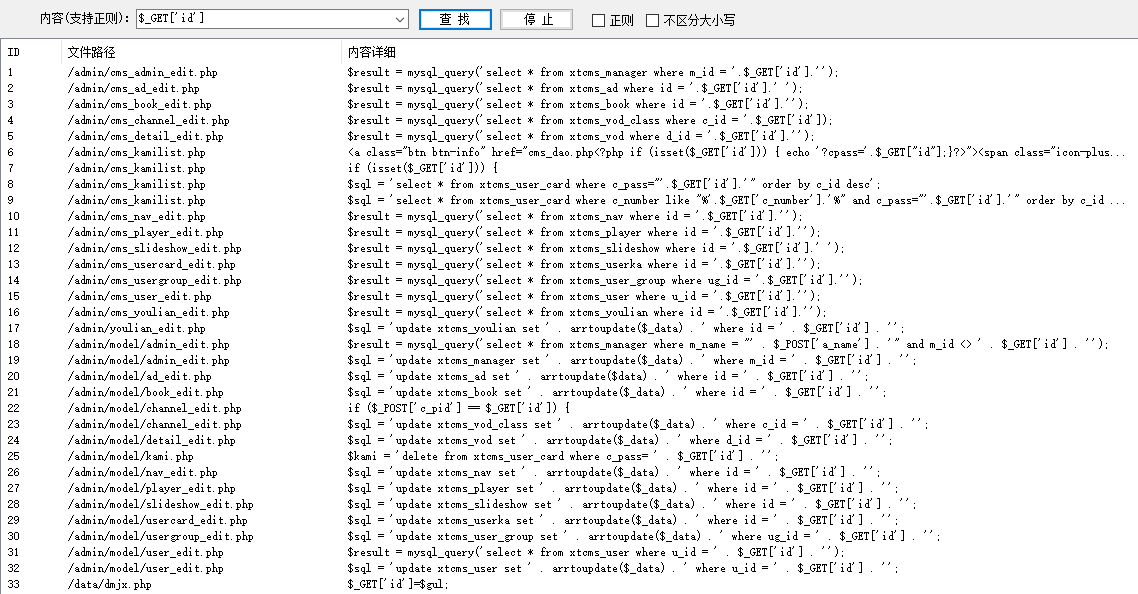 内容(支持正则): $_GET['id'] 查 找 停 止 正则 不区分大小写
ID 文件路径 内容详细
1 /admin/cms_admin_edit.php $result = mysql_query('select * from xtcms_manager where m_id = '.$_GET['id'].'');
2 /admin/cms_ad_edit.php $result = mysql_query('select * from xtcms_ad where id = '.$_GET['id'].' ');
3 /admin/cms_book_edit.php $result = mysql_query('select * from xtcms_book where id = '.$_GET['id'].'');
4 /admin/cms_channel_edit.php $result = mysql_query('select * from xtcms_vod_class where c_id = '.$_GET['id']);
5 /admin/cms_detail_edit.php $result = mysql_query('select * from xtcms_vod where d_id = '.$_GET['id'].'');
6 /admin/cms_kamilist.php <a class="btn btn-info" href="cms_dao.php<?php if (isset($_GET['id'])) { echo '?cpass='.$_GET["id"];}?>"><span class="icon-plus...
7 /admin/cms_kamilist.php if (isset($_GET['id'])) {
8 /admin/cms_kamilist.php $sql = 'select * from xtcms_user_card where c_pass="'.$_GET['id'].'" order by c_id desc';
9 /admin/cms_kamilist.php $sql = 'select * from xtcms_user_card where c_number like "%'.$_GET['c_number'].'%" and c_pass="'.$_GET['id'].'" order by c_id ...
10 /admin/cms_nav_edit.php $result = mysql_query('select * from xtcms_nav where id = '.$_GET['id'].'');
11 /admin/cms_player_edit.php $result = mysql_query('select * from xtcms_player where id = '.$_GET['id'].'');
12 /admin/cms_slideshow_edit.php $result = mysql_query('select * from xtcms_slideshow where id = '.$_GET['id'].' ');
13 /admin/cms_usercard_edit.php $result = mysql_query('select * from xtcms_userka where id = '.$_GET['id'].'');
14 /admin/cms_usergroup_edit.php $result = mysql_query('select * from xtcms_user_group where ug_id = '.$_GET['id'].'');
15 /admin/cms_user_edit.php $result = mysql_query('select * from xtcms_user where u_id = '.$_GET['id'].'');
16 /admin/cms_youlian_edit.php $result = mysql_query('select * from xtcms_youlian where id = '.$_GET['id'].'');
17 /admin/youlian_edit.php $sql = 'update xtcms_youlian set ' . arrtoupdate($_data) . ' where id = ' . $_GET['id'] . '';
18 /admin/model/admin_edit.php $result = mysql_query('select * from xtcms_manager where m_name = "' . $_POST['a_name'] . '" and m_id <> ' . $_GET['id'] . '');
19 /admin/model/admin_edit.php $sql = 'update xtcms_manager set ' . arrtoupdate($_data) . ' where m_id = ' . $_GET['id'] . '';
20 /admin/model/ad_edit.php $sql = 'update xtcms_ad set ' . arrtoupdate($data) . ' where id = ' . $_GET['id'] . '';
21 /admin/model/book_edit.php $sql = 'update xtcms_book set ' . arrtoupdate($_data) . ' where id = ' . $_GET['id'] . '';
22 /admin/model/channel_edit.php if ($_POST['c_pid'] == $_GET['id']) {
23 /admin/model/channel_edit.php $sql = 'update xtcms_vod_class set ' . arrtoupdate($_data) . ' where c_id = ' . $_GET['id'] . '';
24 /admin/model/detail_edit.php $sql = 'update xtcms_vod set ' . arrtoupdate($_data) . ' where d_id = ' . $_GET['id'] . '';
25 /admin/model/kami.php $kami = 'delete from xtcms_user_card where c_pass= ' . $_GET['id'] . '';
26 /admin/model/nav_edit.php $sql = 'update xtcms_nav set ' . arrtoupdate($_data) . ' where id = ' . $_GET['id'] . '';
27 /admin/model/player_edit.php $sql = 'update xtcms_player set ' . arrtoupdate($_data) . ' where id = ' . $_GET['id'] . '';
28 /admin/model/slideshow_edit.php $sql = 'update xtcms_slideshow set ' . arrtoupdate($_data) . ' where id = ' . $_GET['id'] . '';
29 /admin/model/usercard_edit.php $sql = 'update xtcms_userka set ' . arrtoupdate($_data) . ' where id = ' . $_GET['id'] . '';
30 /admin/model/usergroup_edit.php $sql = 'update xtcms_user_group set ' . arrtoupdate($_data) . ' where ug_id = ' . $_GET['id'] . '';
31 /admin/model/user_edit.php $result = mysql_query('select * from xtcms_user where u_id = ' . $_GET['id'] . '');
32 /admin/model/user_edit.php $sql = 'update xtcms_user set ' . arrtoupdate($_data) . ' where u_id = ' . $_GET['id'] . '';
33 /data/dmjx.php $_GET['id']=$gul;